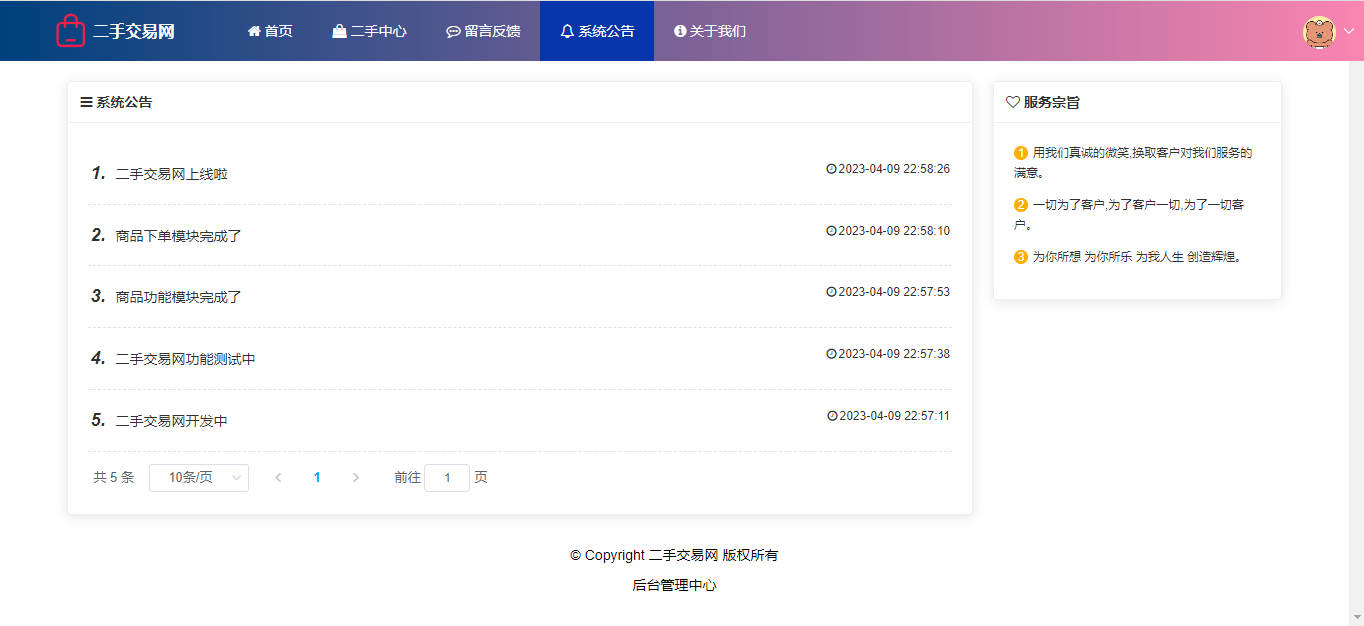 二手交易网 首页 二手中心 留言反馈 系统公告 关于我们
系统公告
1. 二手交易网上线啦 2023-04-09 22:58:26
2. 商品下单模块完成了 2023-04-09 22:58:10
3. 商品功能模块完成了 2023-04-09 22:57:53
4. 二手交易网功能测试中 2023-04-09 22:57:38
5. 二手交易网开发中 2023-04-09 22:57:11
共 5 条 10条/页 1 前往 1 页
服务宗旨
1 用我们真诚的微笑,换取客户对我们服务的
满意。
2 一切为了客户,为了客户一切,为了一切客
户。
3 为你所想 为你所乐 为我人生 创造辉煌。
© Copyright 二手交易网 版权所有
后台管理中心